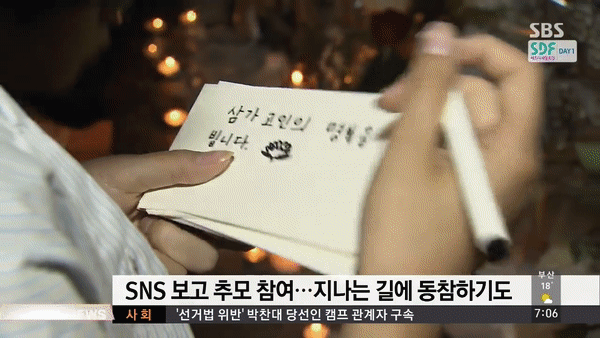 SBS
SDF DAY 1
삼가 고인의 명복을
빕니다.
SNS 보고 추모 참여…지나는 길에 동참하기도
부산
18˚
NEWS
사 회 '선거법 위반' 박찬대 당선인 캠프 관계자 구속
7:06